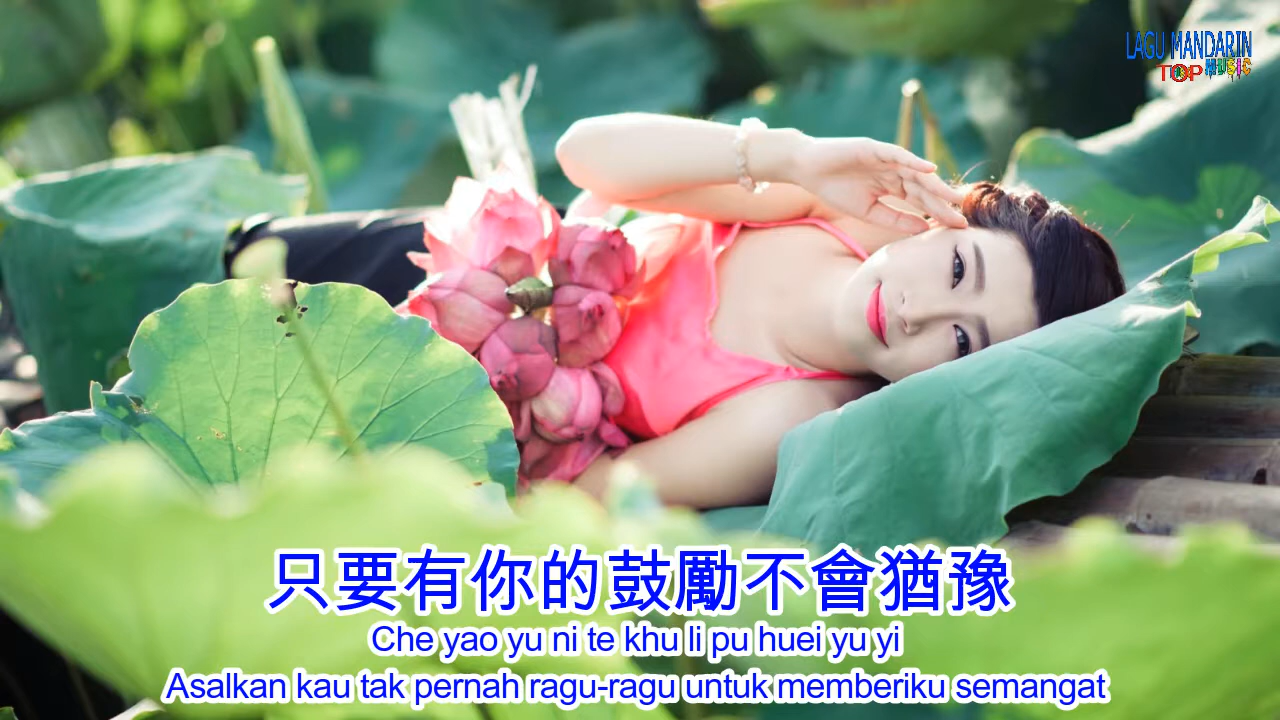 LAGU MANDARIN
TOP MUSIC
只要有你的鼓勵不會猶豫
Che yao yu ni te khu li pu huei yu yi
Asalkan kau tak pernah ragu-ragu untuk memberiku semangat